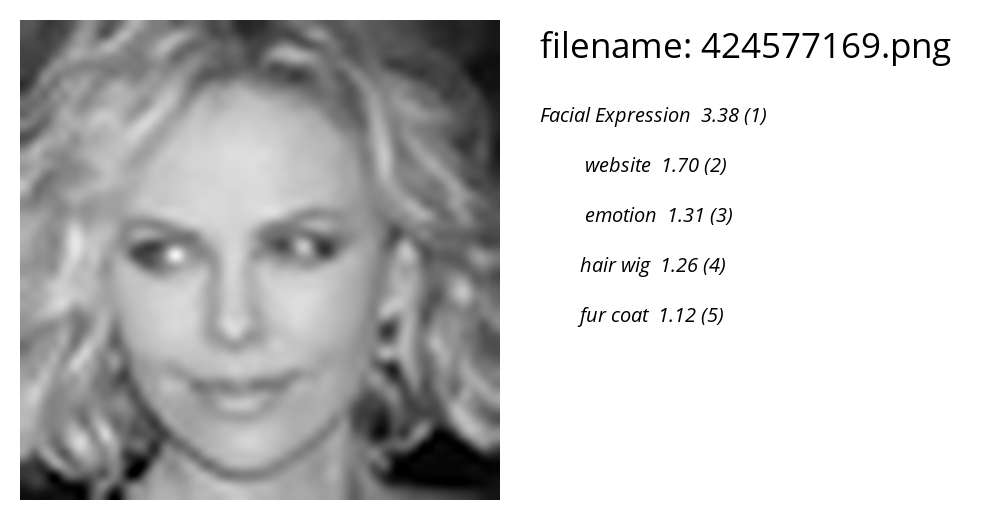 filename: 424577169.png
Facial Expression 3.38 (1)
website 1.70 (2)
emotion 1.31 (3)
hair wig 1.26 (4)
fur coat 1.12 (5)